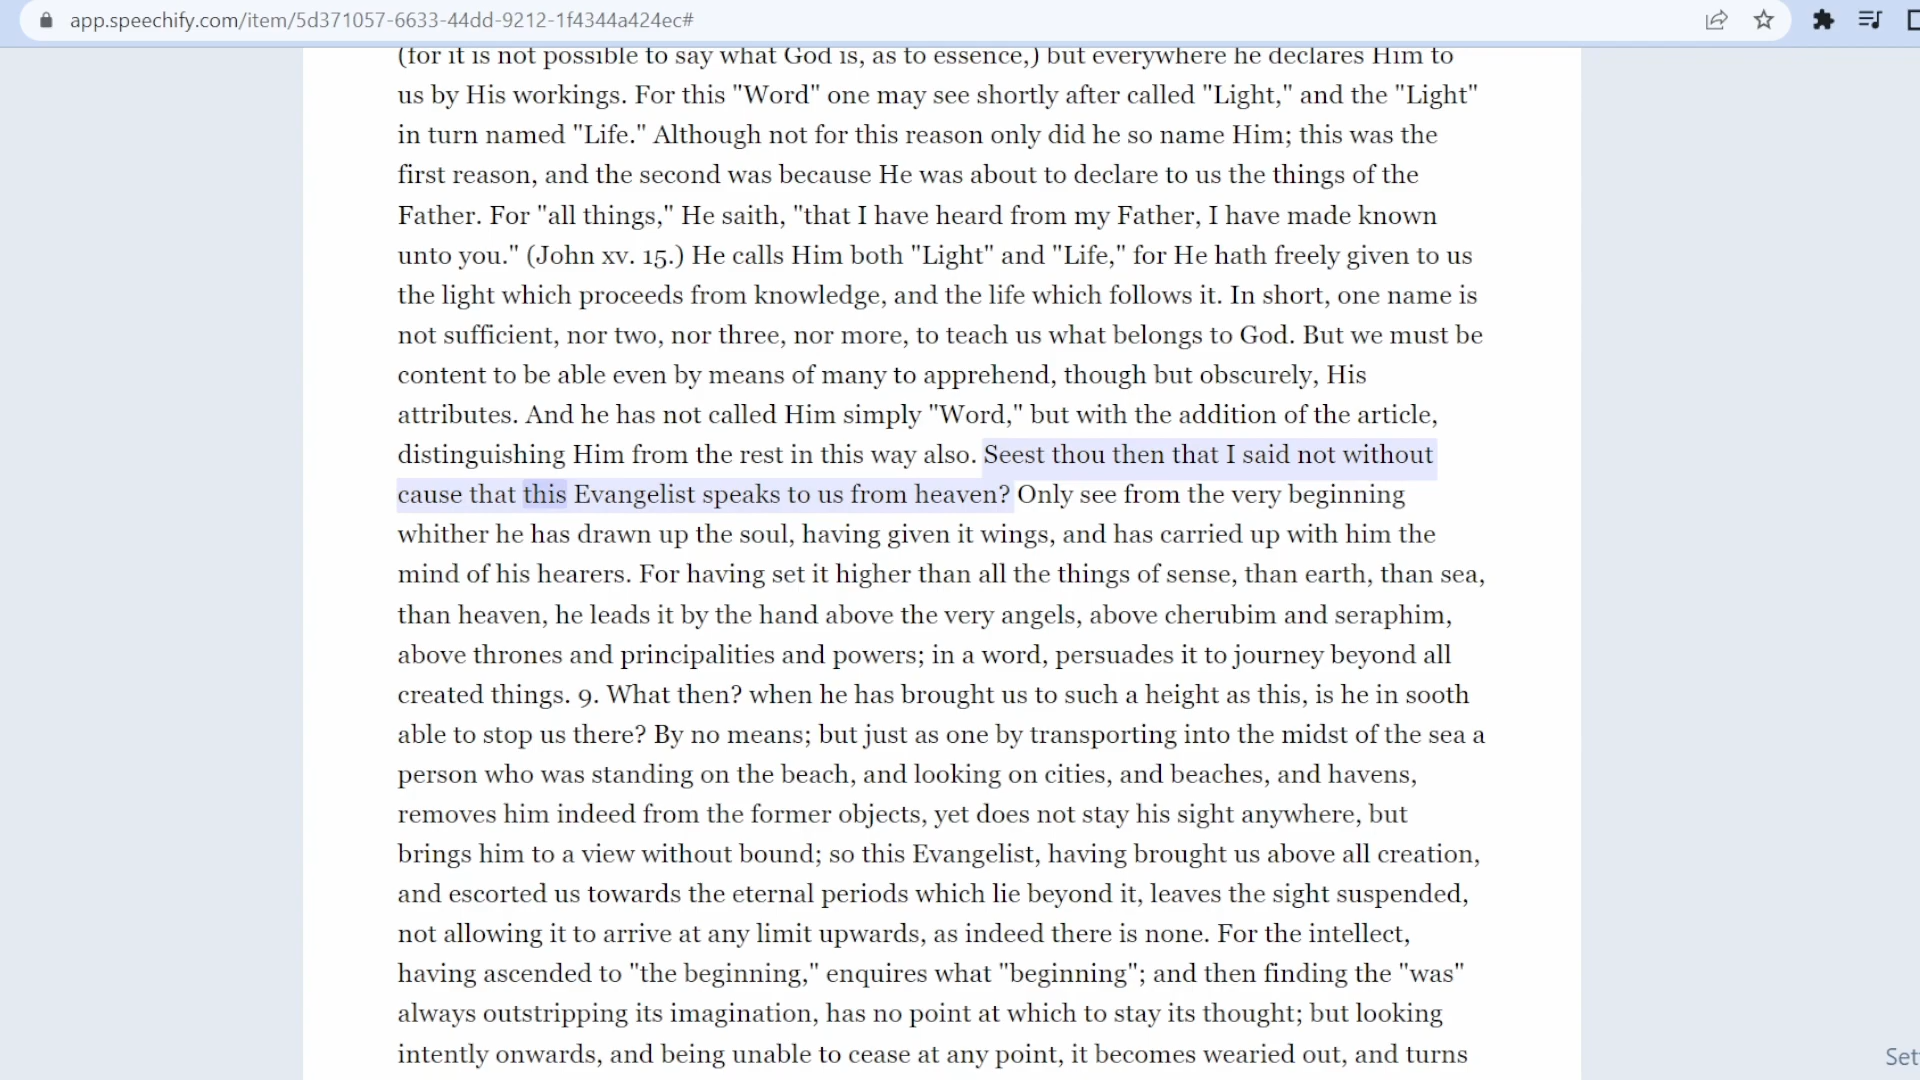 app.speechify.com/item/5d371057-6633-44dd-9212-1f4344a424ec#
(for it is not possible to say what God is, as to essence,) but everywhere he declares Him to
us by His workings. For this "Word" one may see shortly after called "Light," and the "Light"
in turn named "Life." Although not for this reason only did he so name Him; this was the
first reason, and the second was because He was about to declare to us the things of the
Father. For "all things," He saith, "that I have heard from my Father, I have made known
unto you." (John xv. 15.) He calls Him both "Light" and "Life," for He hath freely given to us
the light which proceeds from knowledge, and the life which follows it. In short, one name is
not sufficient, nor two, nor three, nor more, to teach us what belongs to God. But we must be
content to be able even by means of many to apprehend, though but obscurely, His
attributes. And he has not called Him simply "Word," but with the addition of the article,
distinguishing Him from the rest in this way also. Seest thou then that I said not without
cause that this Evangelist speaks to us from heaven? Only see from the very beginning
whither he has drawn up the soul, having given it wings, and has carried up with him the
mind of his hearers. For having set it higher than all the things of sense, than earth, than sea,
than heaven, he leads it by the hand above the very angels, above cherubim and seraphim,
above thrones and principalities and powers; in a word, persuades it to journey beyond all
created things. 9. What then? when he has brought us to such a height as this, is he in sooth
able to stop us there? By no means; but just as one by transporting into the midst of the sea a
person who was standing on the beach, and looking on cities, and beaches, and havens,
removes him indeed from the former objects, yet does not stay his sight anywhere, but
brings him to a view without bound; so this Evangelist, having brought us above all creation,
and escorted us towards the eternal periods which lie beyond it, leaves the sight suspended,
not allowing it to arrive at any limit upwards, as indeed there is none. For the intellect,
having ascended to "the beginning," enquires what "beginning"; and then finding the "was"
always outstripping its imagination, has no point at which to stay its thought; but looking
intently onwards, and being unable to cease at any point, it becomes wearied out, and turns
Set